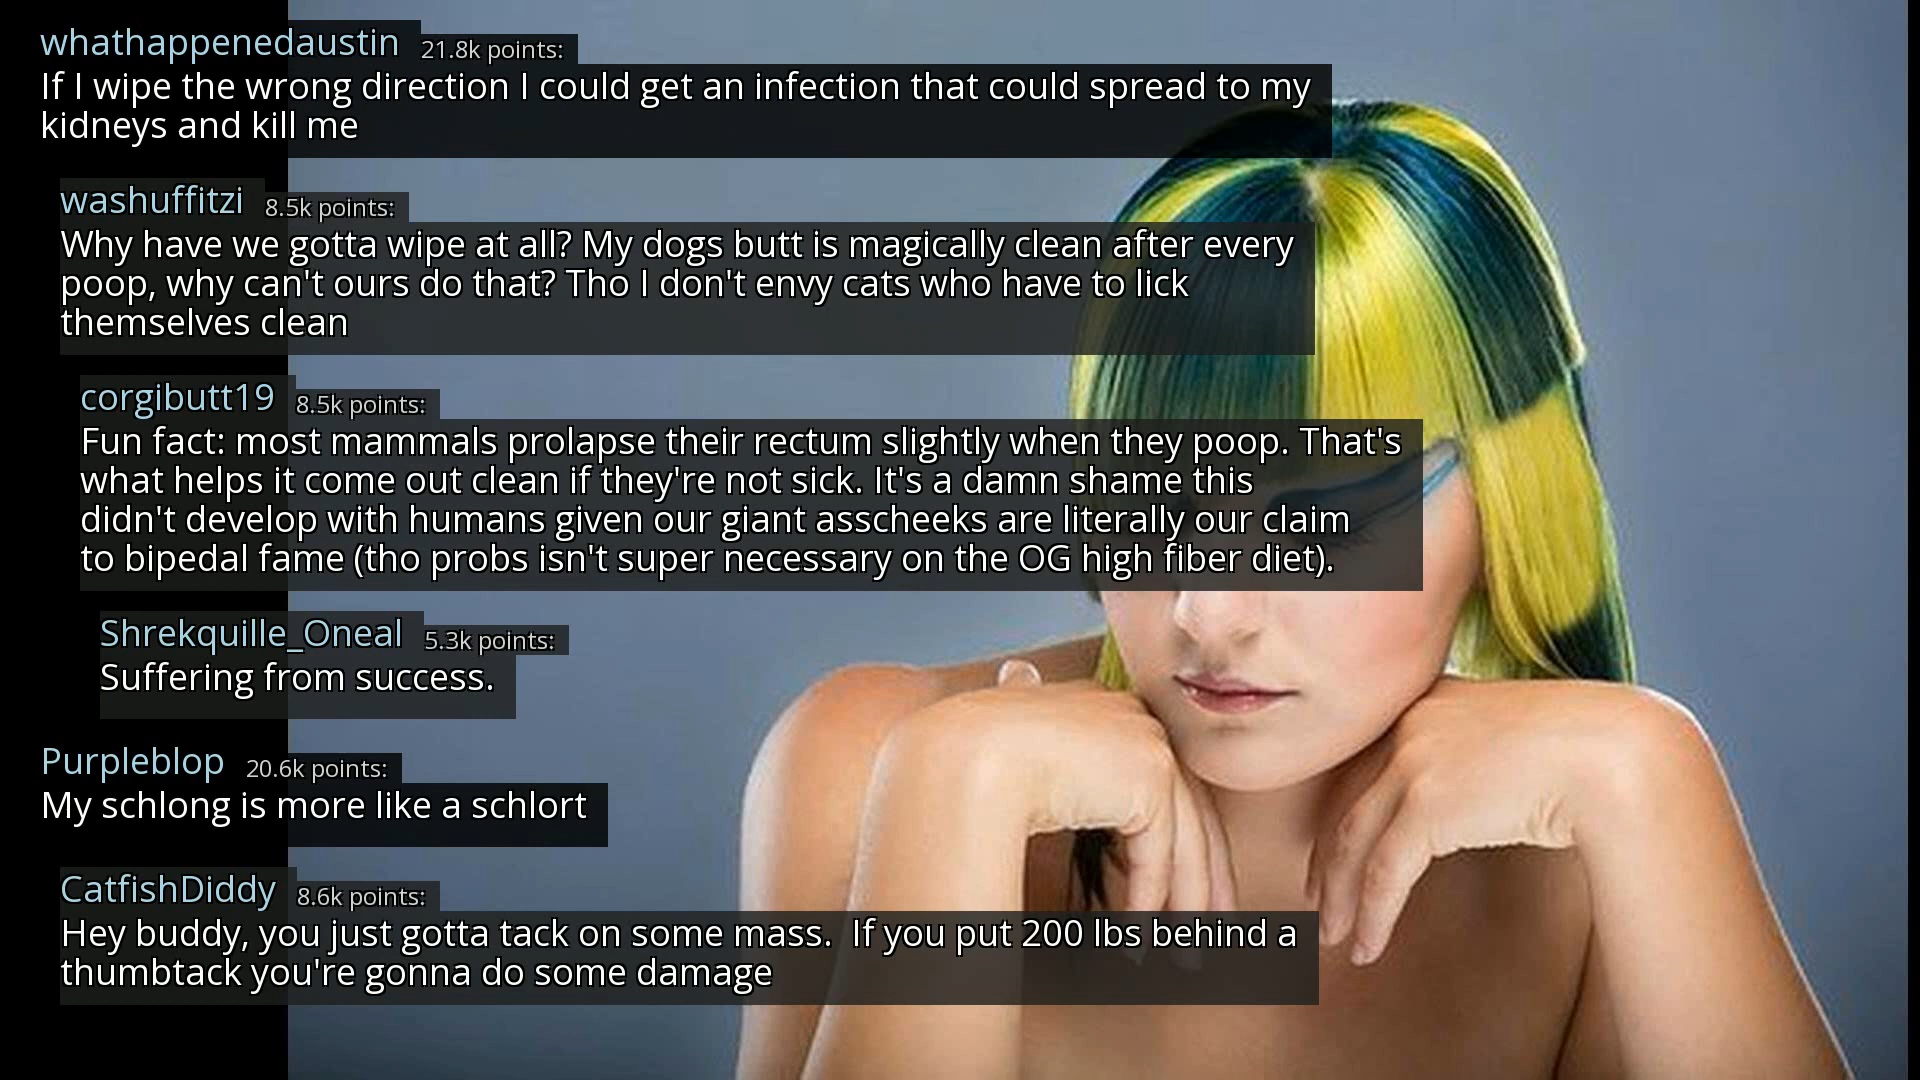 whathappenedaustin 21.8k points:
If I wipe the wrong direction I could get an infection that could spread to my
kidneys and kill me
washuffitzi 8.5k points:
Why have we gotta wipe at all? My dogs butt is magically clean after every
poop, why can't ours do that? Tho I don't envy cats who have to lick
themselves clean
corgibutt19 8.5k points:
Fun fact: most mammals prolapse their rectum slightly when they poop. That's
what helps it come out clean if they're not sick. It's a damn shame this
didn't develop with humans given our giant asscheeks are literally our claim
to bipedal fame (tho probs isn't super necessary on the OG high fiber diet).
Shrekquille_Oneal 5.3k points:
Suffering from success.
Purpleblop 20.6k points:
My schlong is more like a schlort
CatfishDiddy 8.6k points:
Hey buddy, you just gotta tack on some mass.  If you put 200 lbs behind a
thumbtack you're gonna do some damage